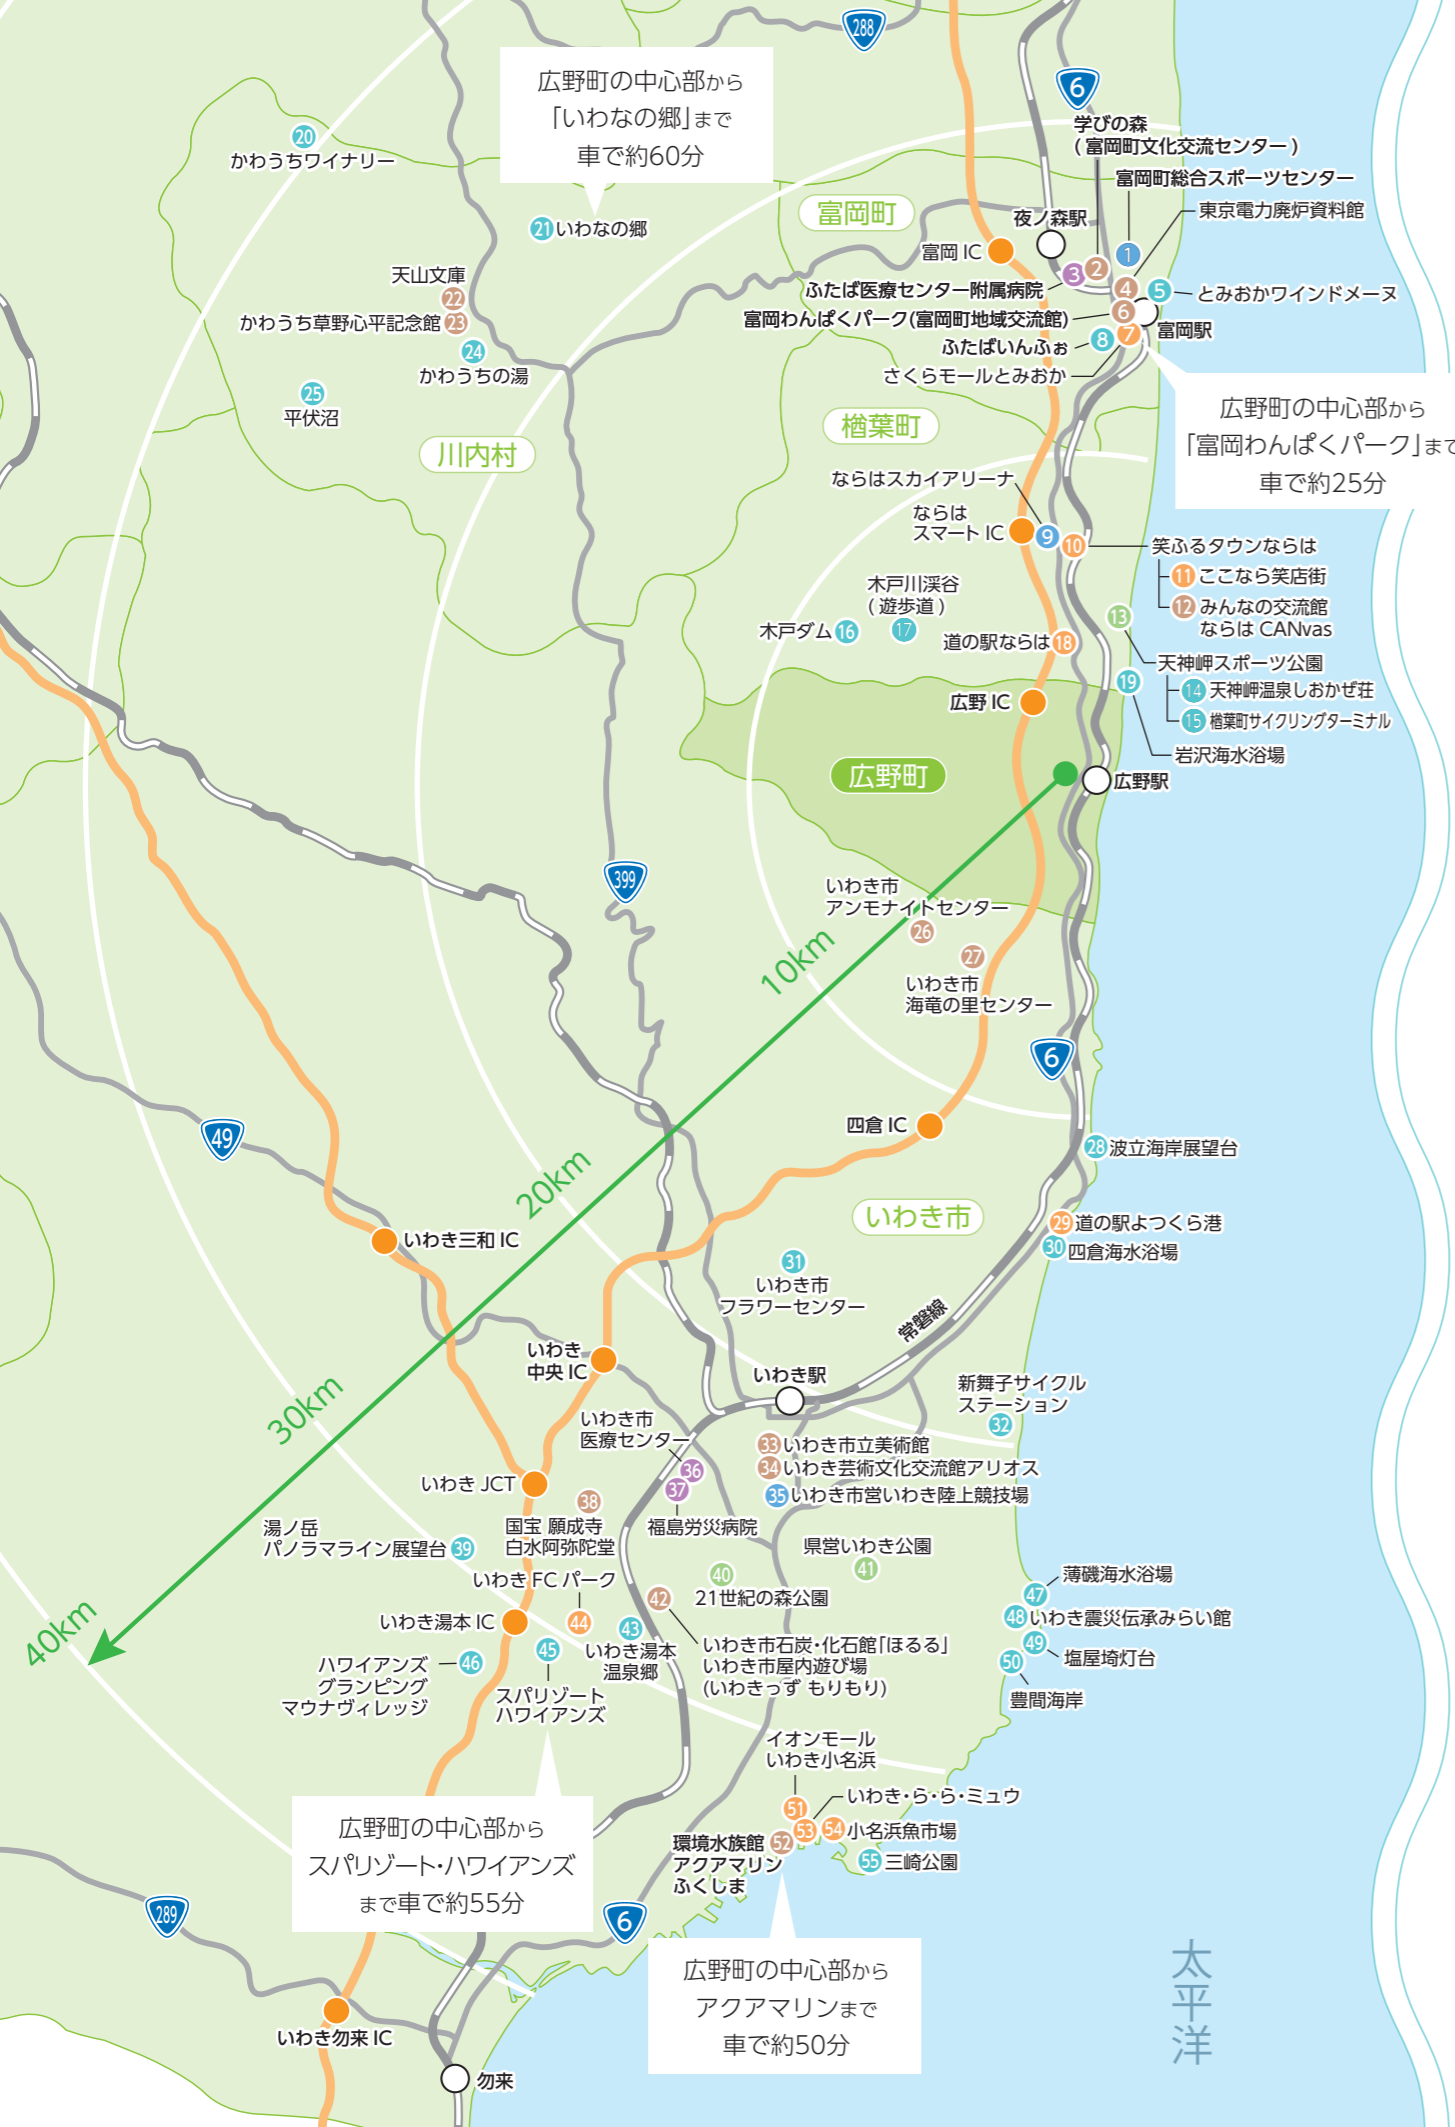 288
6
広野町の中心部から
「いわなの郷」まで
車で約60分
学びの森
(富岡町文化交流センター)
富岡町総合スポーツセンター
東京電力廃炉資料館
20
かわうちワイナリー
21 いわなの郷
富岡町
夜ノ森駅
富岡 IC
1
2
3
ふたば医療センター附属病院
4
5
とみおかワインドメーヌ
富岡わんぱくパーク(富岡町地域交流館)
6
富岡駅
ふたばいんふぉ
8
7
さくらモールとみおか
天山文庫
22
かわうち草野心平記念館 23
24
かわうちの湯
25
平伏沼
広野町の中心部から
「富岡わんぱくパーク」まで
車で約25分
楢葉町
川内村
ならはスカイアリーナ
ならは
スマート IC
9
10
笑ふるタウンならは
11 ここなら笑店街
12 みんなの交流館
ならは CANvas
木戸川渓谷
(遊歩道)
木戸ダム 16
17
13
道の駅ならは 18
天神岬スポーツ公園
14 天神岬温泉しおかぜ荘
15 楢葉町サイクリングターミナル
19
岩沢海水浴場
広野 IC
広野町
広野駅
399
いわき市
アンモナイトセンター
26
27
いわき市
海竜の里センター
10km
6
四倉 IC
49
28 波立海岸展望台
20km
いわき市
29 道の駅よつくら港
30 四倉海水浴場
いわき三和 IC
31
いわき市
フラワーセンター
常磐線
いわき
中央 IC
いわき駅
新舞子サイクル
ステーション
32
30km
いわき市
医療センター
33 いわき市立美術館
34 いわき芸術文化交流館アリオス
35 いわき市営いわき陸上競技場
36
37
福島労災病院
いわき JCT
38
国宝 願成寺
白水阿弥陀堂
湯ノ岳
パノラマライン展望台 39
県営いわき公園
41
40
21世紀の森公園
いわき FC パーク
44
42
43
いわき湯本
温泉郷
いわき市石炭・化石館「ほるる」
いわき市屋内遊び場
(いわきっず もりもり)
薄磯海水浴場
47
48 いわき震災伝承みらい館
49
塩屋埼灯台
50
豊間海岸
いわき湯本 IC
40km
45
スパリゾート
ハワイアンズ
46
ハワイアンズ
グランピング
マウナヴィレッジ
イオンモール
いわき小名浜
51
いわき・ら・ら・ミュウ
53
54 小名浜魚市場
環境水族館
アクアマリン
ふくしま
52
55 三崎公園
広野町の中心部から
スパリゾート・ハワイアンズ
まで車で約55分
289
6
広野町の中心部から
アクアマリンまで
車で約50分
太平洋
いわき勿来 IC
勿来